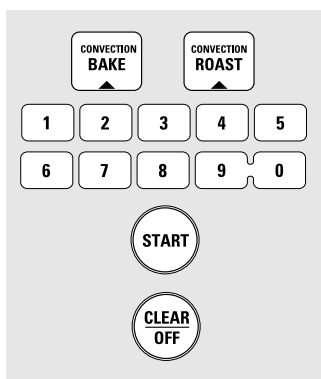 CONVECTION CONVECTION
BAKE ROAST
1 2 3 4 5
6 7 8 9 0
START
CLEAR
OFF